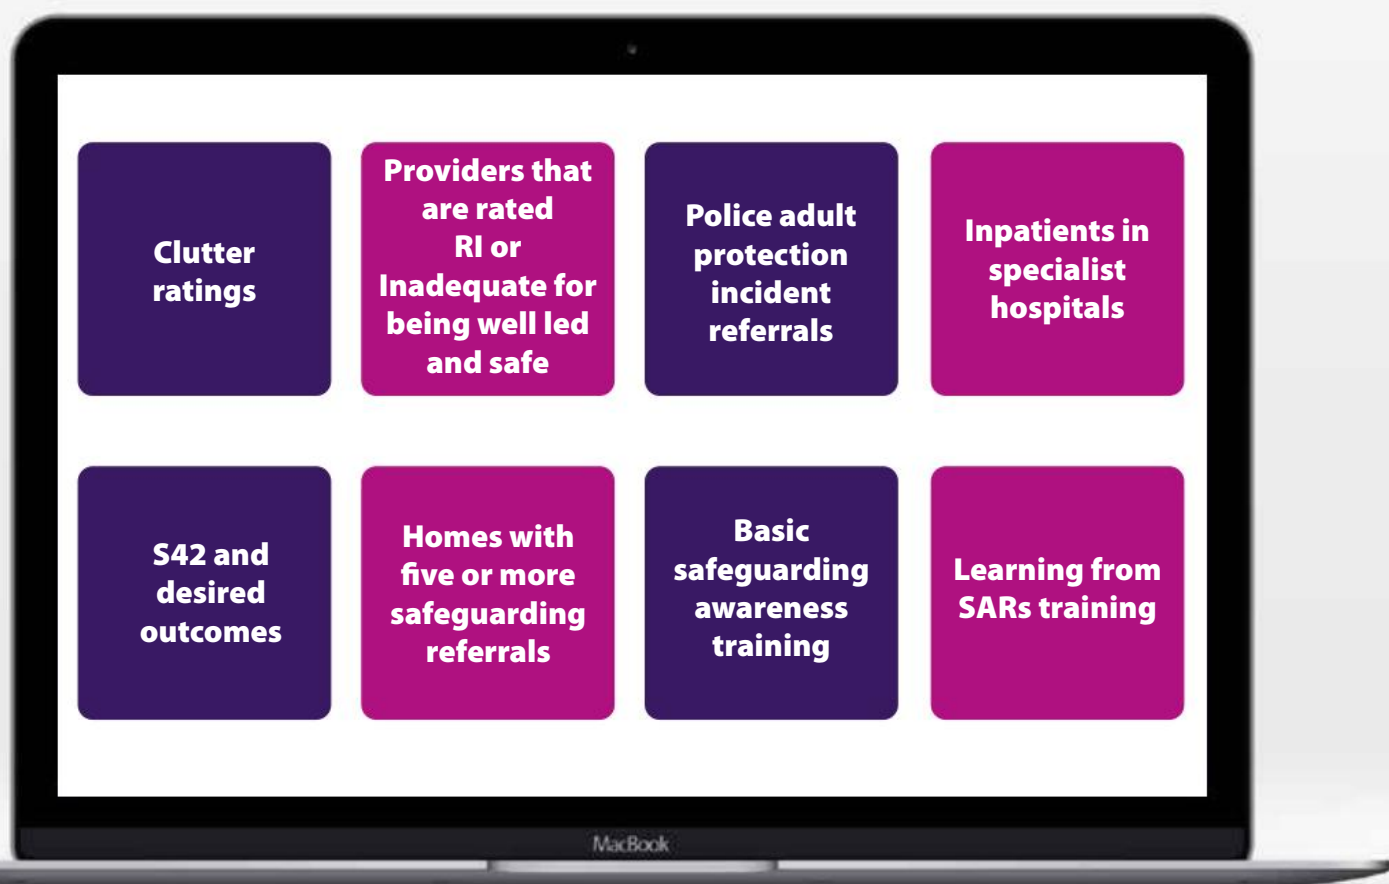 Clutter
ratings
Providers that
are rated
RI or
Inadequate for
being well led
and safe
Police adult
protection
incident
referrals
Inpatients in
specialist
hospitals
S42 and
desired
outcomes
Homes with
five or more
safeguarding
referrals
Basic
safeguarding
awareness
training
Learning from
SARs training
MacBook